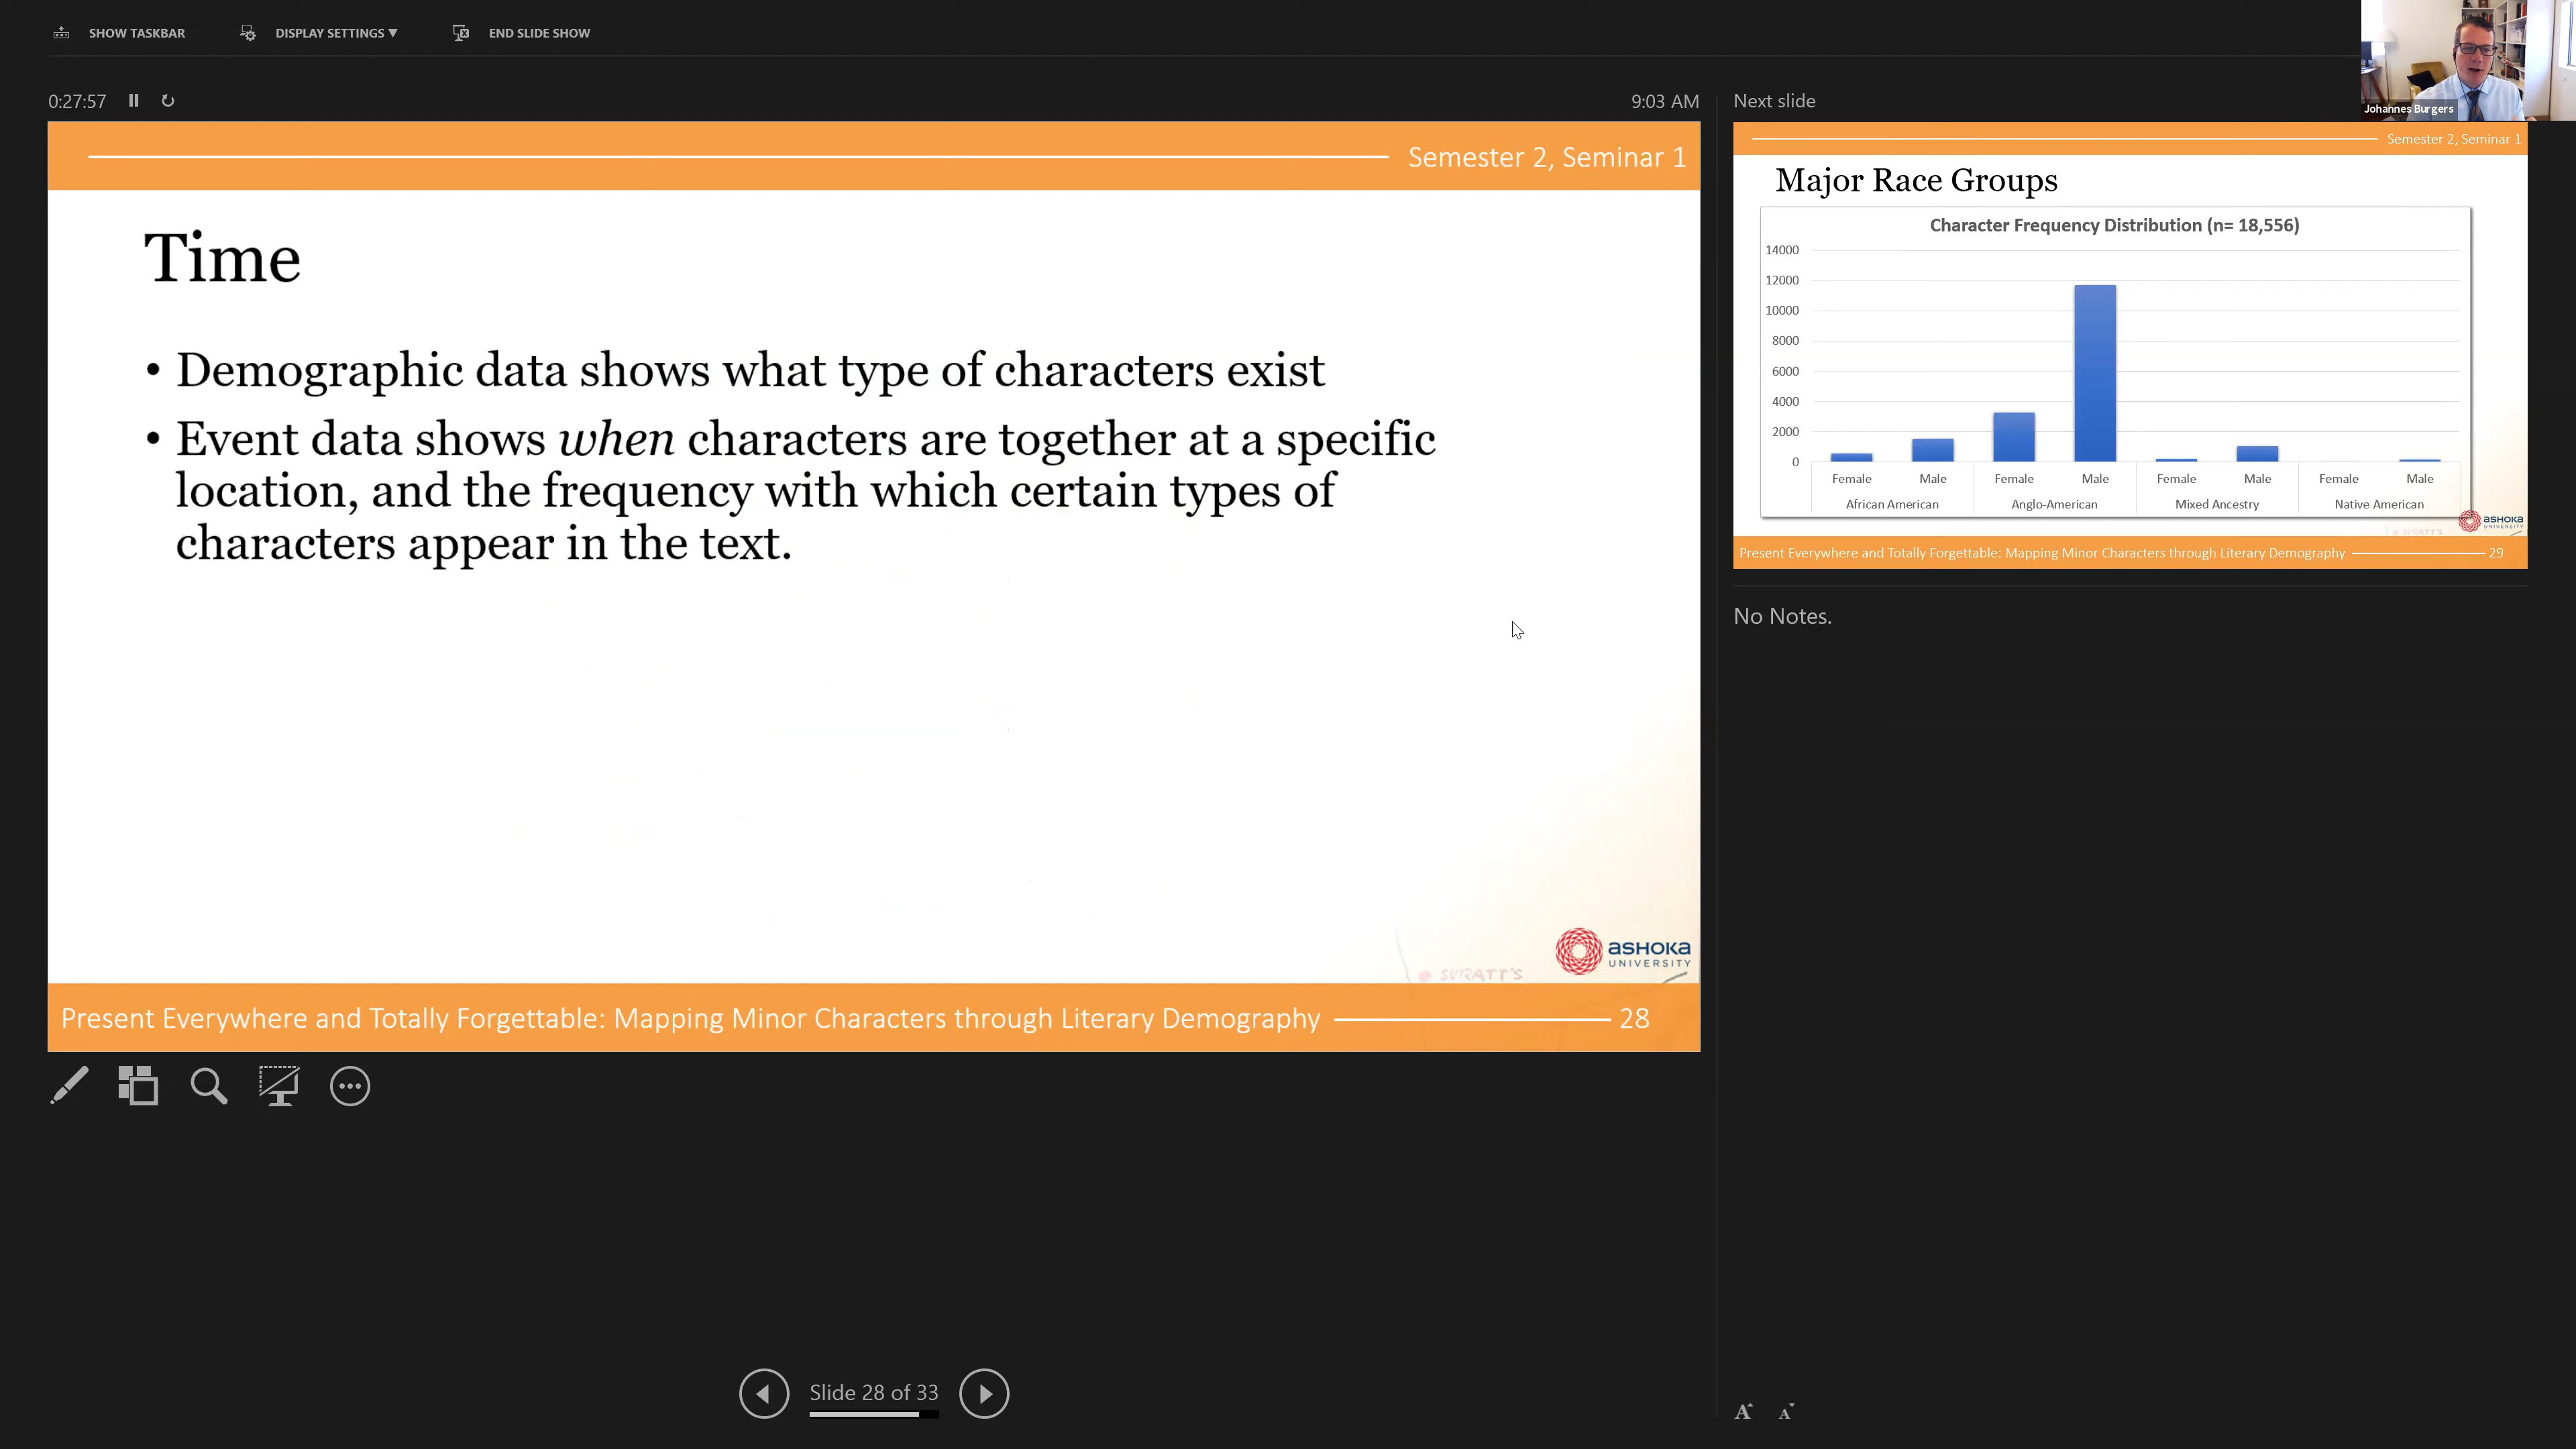 SHOW TASKBAR
DISPLAY SETTINGS ▼
END SLIDE SHOW
0:27:57
9:03 AM
Semester 2, Seminar 1
Time
• Demographic data shows what type of characters exist
• Event data shows when characters are together at a specific
location, and the frequency with which certain types of
characters appear in the text.
SURATT'S
ASHOKA
UNIVERSITY
Present Everywhere and Totally Forgettable: Mapping Minor Characters through Literary Demography
28
Slide 28 of 33
Next slide
Johannes Burgers
Semester 2, Seminar 1
Major Race Groups
Character Frequency Distribution (n= 18,556)
14000
12000
10000
8000
6000
4000
2000
0
Female Male Female Male Female Male Female Male
African American Anglo-American Mixed Ancestry Native American
SURATT'S
ASHOKA
UNIVERSITY
Present Everywhere and Totally Forgettable: Mapping Minor Characters through Literary Demography
29
No Notes.
A A